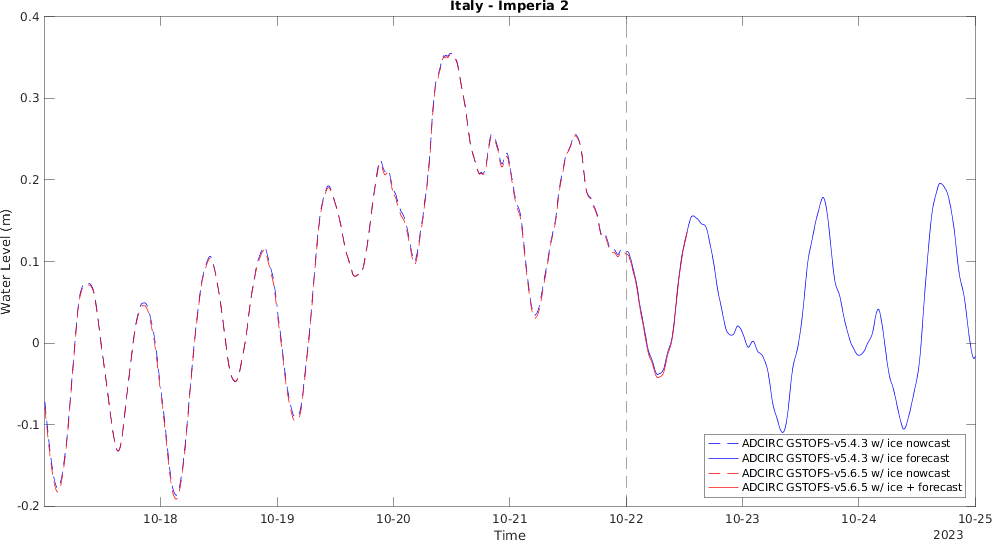 Italy - Imperia 2
Water Level (m)
0.4
0.3
0.2
0.1
0
-0.1
-0.2
10-18
10-19
10-20
10-21
10-22
10-23
10-24
10-25
Time
2023
ADCIRC GSTOFS-v5.4.3 w/ ice nowcast
ADCIRC GSTOFS-v5.4.3 w/ ice forecast
ADCIRC GSTOFS-v5.6.5 w/ ice nowcast
ADCIRC GSTOFS-v5.6.5 w/ ice + forecast